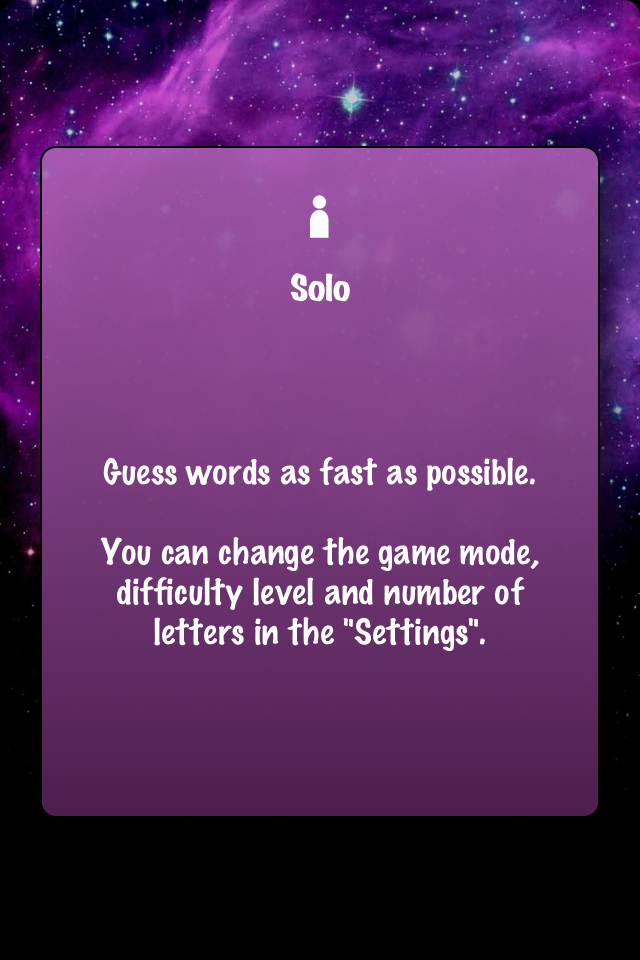 Solo
Guess words as fast as possible.
You can change the game mode,
difficulty level and number of
letters in the "Settings".